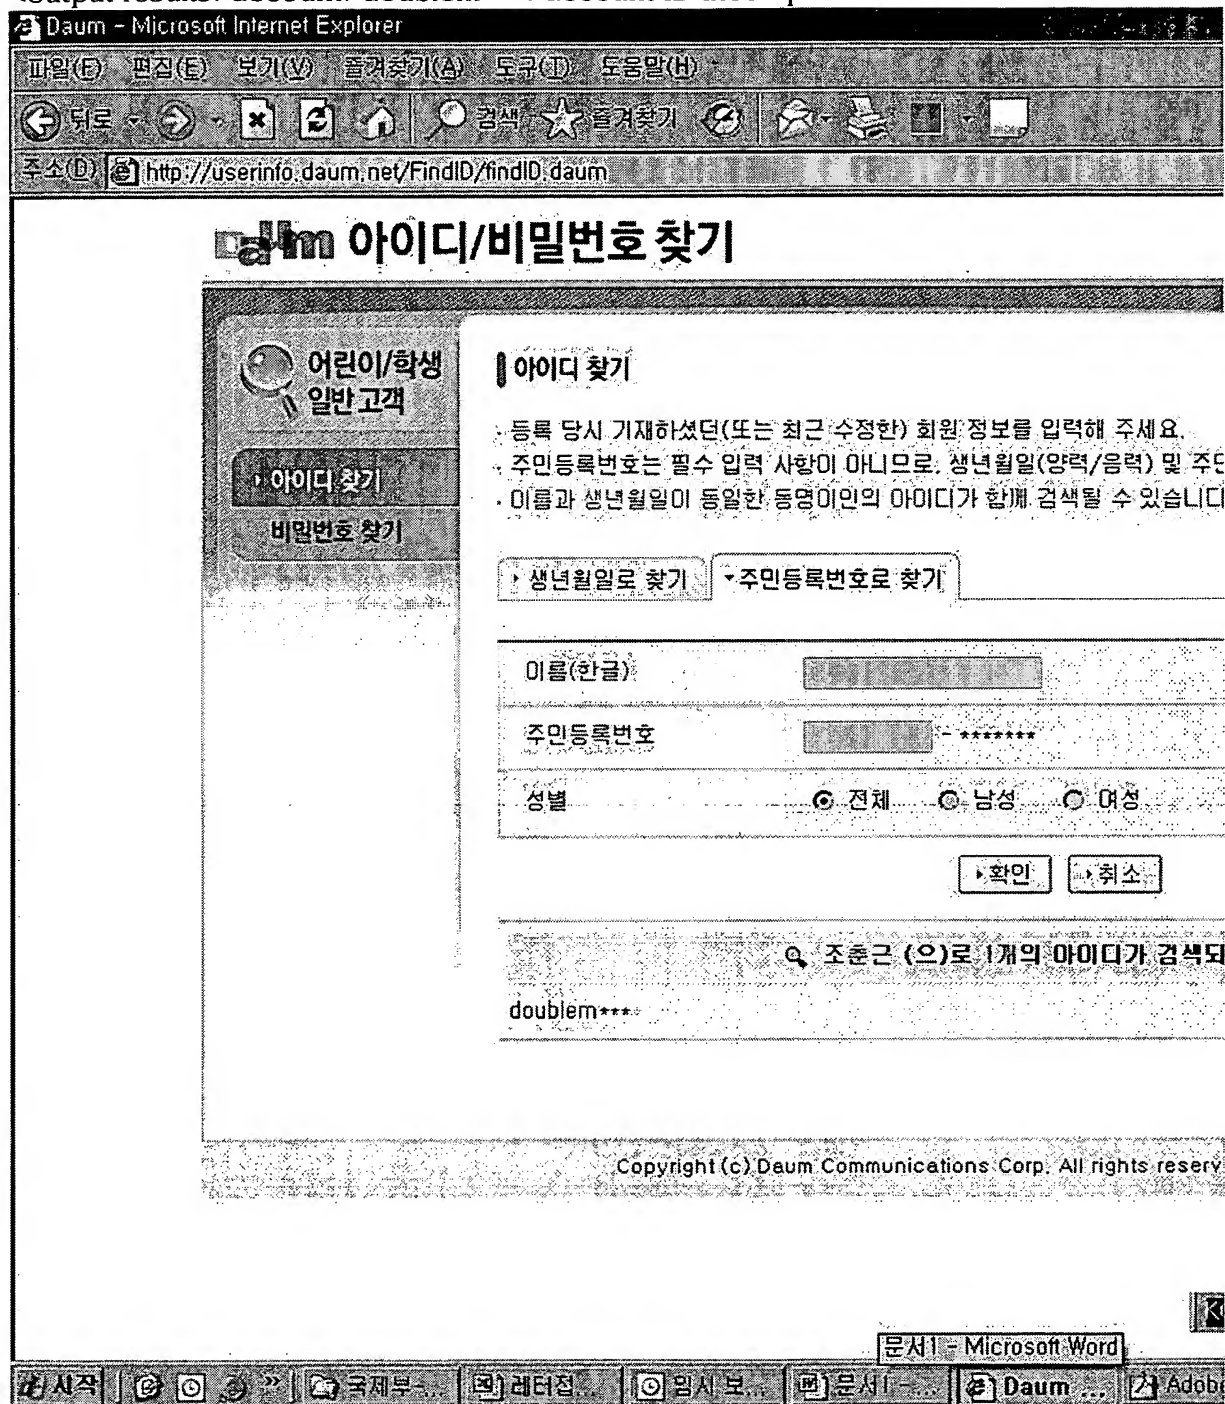 Daum - Microsoft Internet Explorer
파일(F) 편집(E) 보기(V) 즐겨찾기(A) 도구(T) 도움말(H)
뒤로 검색 즐겨찾기
주소(D) http://userinfo.daum.net/FindID/findID.daum
Daum 아이디/비밀번호 찾기
어린이/학생
일반 고객
아이디 찾기
비밀번호 찾기
아이디 찾기
· 등록 당시 기재하셨던(또는 최근 수정한) 회원 정보를 입력해 주세요.
· 주민등록번호는 필수 입력 사항이 아니므로, 생년월일(양력/음력) 및
· 이름과 생년월일이 동일한 동명이인의 아이디가 함께 검색될 수 있습니다
생년월일로 찾기 주민등록번호로 찾기
이름(한글)
주민등록번호 - *******
성별 전체 남성 여성
확인 취소
조춘근 (으)로 1개의 아이디가 검색되
doublem***
Copyright (c) Daum Communications Corp. All rights reserv
문서1 - Microsoft Word
시작 국제부-... 레터점... 임시 보... 문서1 -... Daum ... Adobe